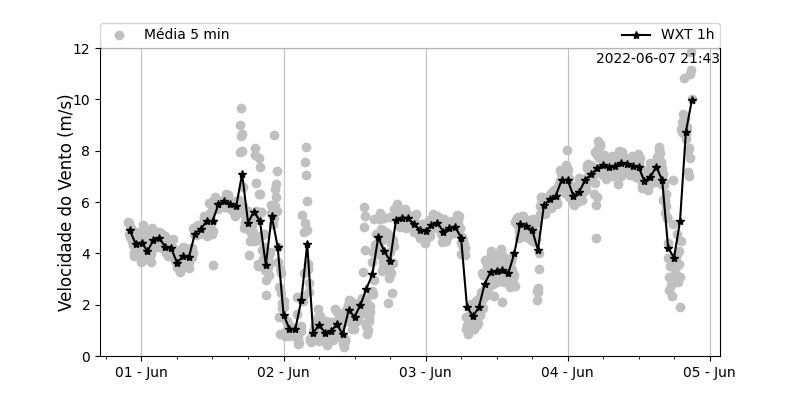 Média 5 min
WXT 1h
2022-06-07 21:43
Velocidade do Vento (m/s)
12
10
8
6
4
2
0
01 - Jun
02 - Jun
03 - Jun
04 - Jun
05 - Jun